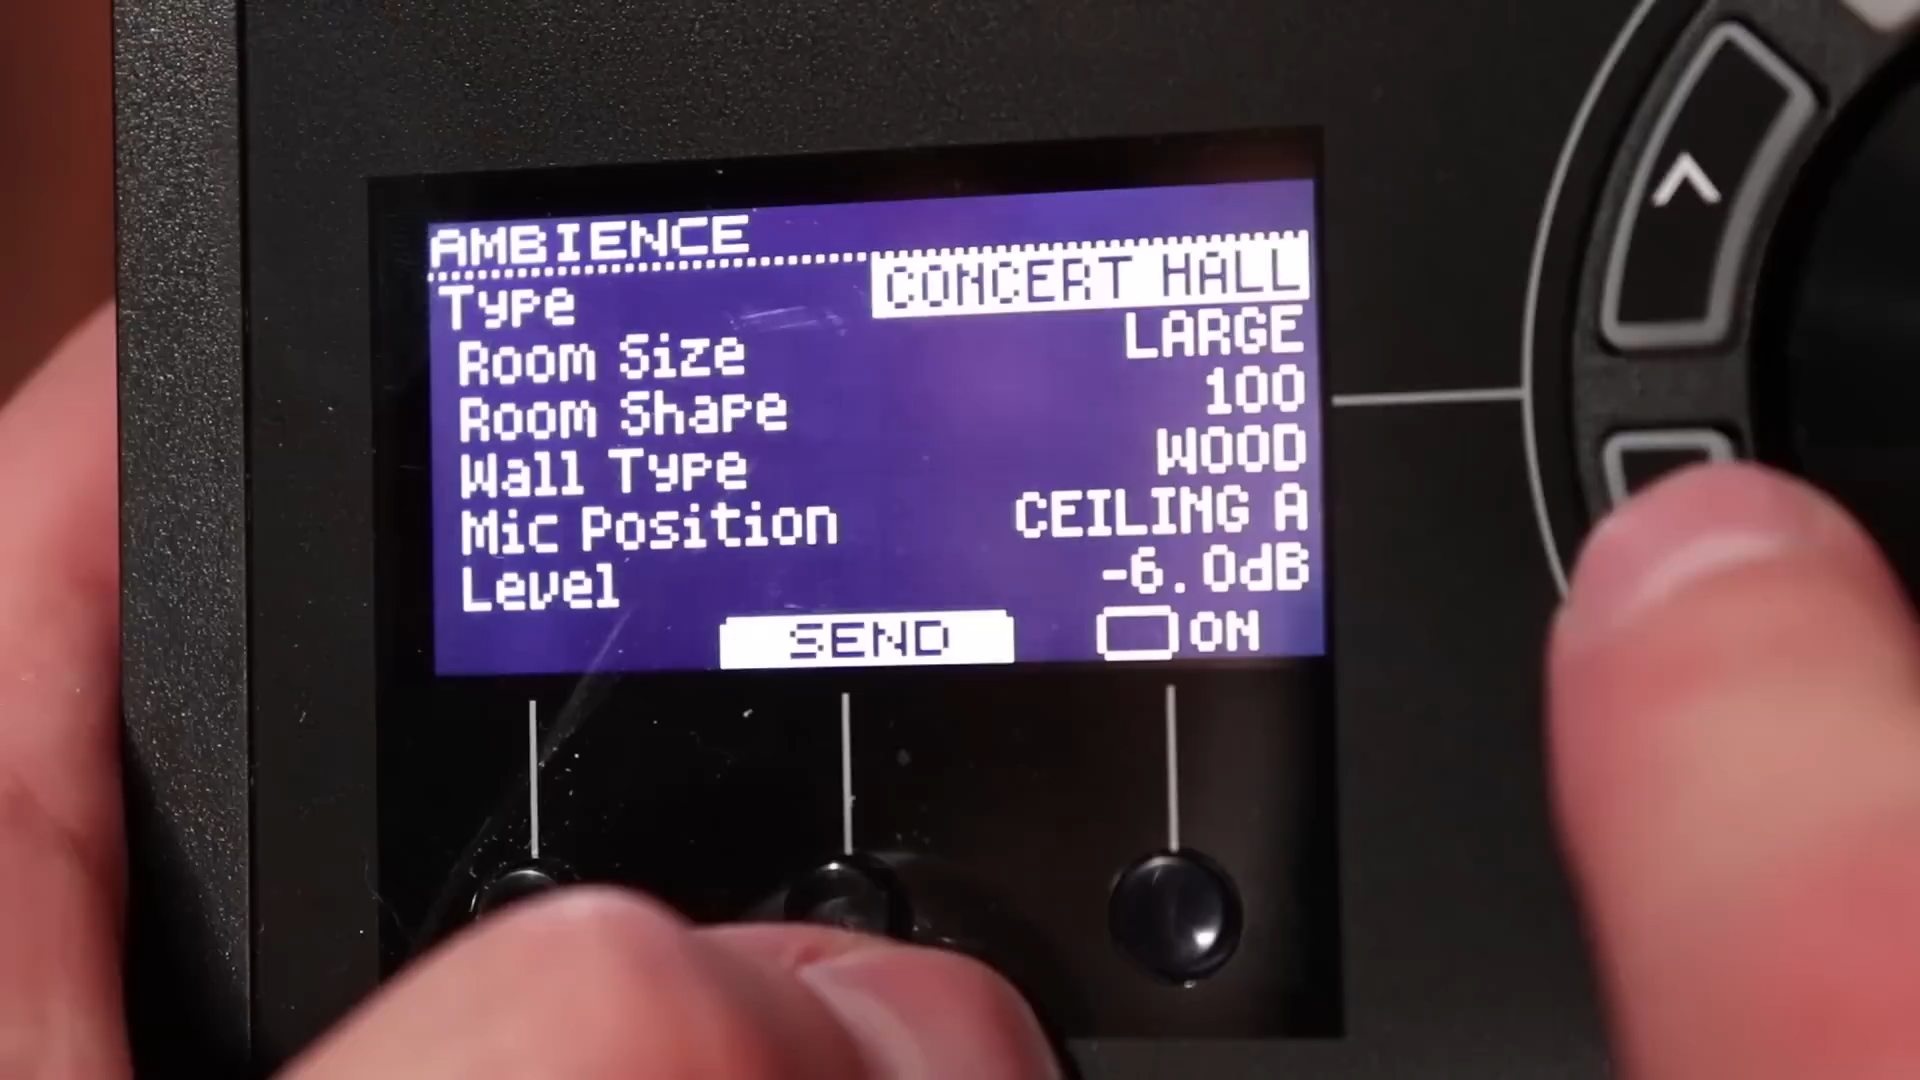 AMBIENCE
Type CONCERT HALL
Room Size LARGE
Room Shape 100
Wall Type WOOD
Mic Position CEILING A
Level -6.0dB
SEND ON